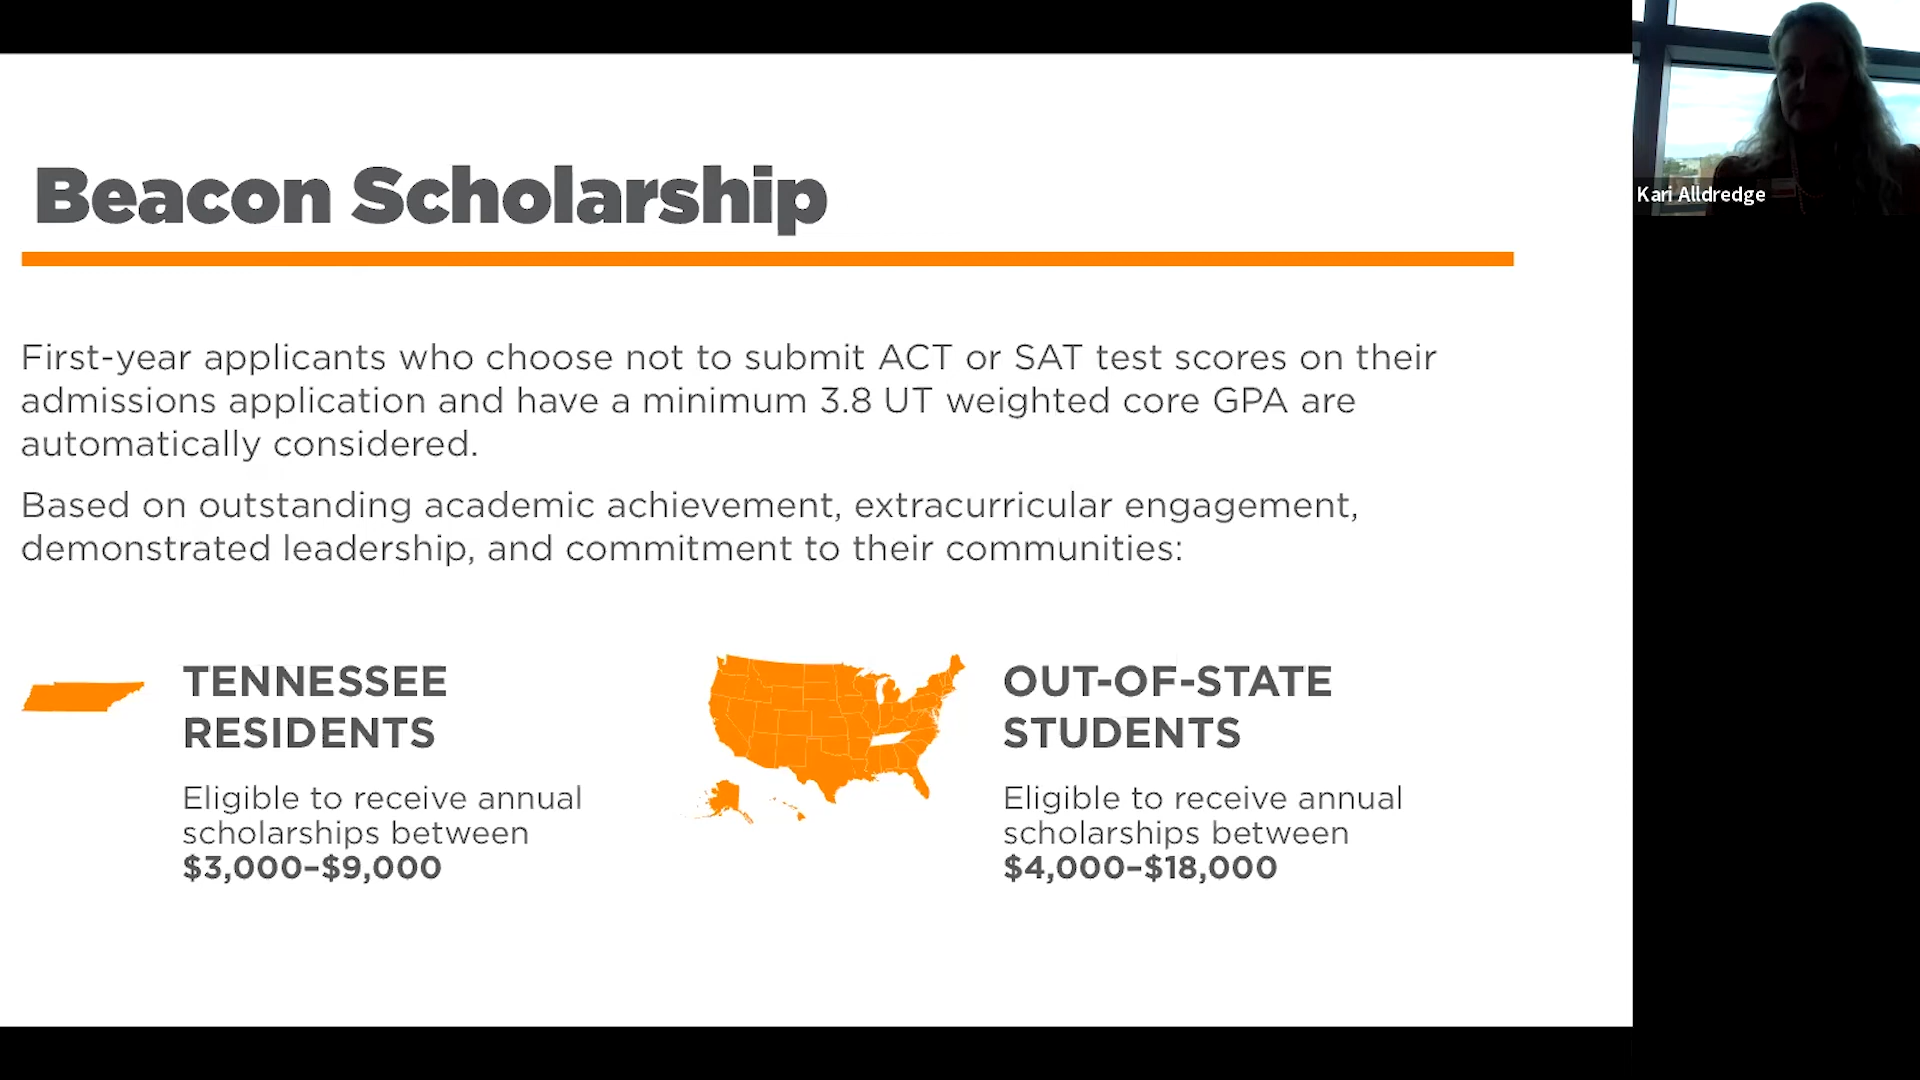 Beacon Scholarship
First-year applicants who choose not to submit ACT or SAT test scores on their
admissions application and have a minimum 3.8 UT weighted core GPA are
automatically considered.
Based on outstanding academic achievement, extracurricular engagement,
demonstrated leadership, and commitment to their communities:
TENNESSEE
RESIDENTS
Eligible to receive annual
scholarships between
$3,000–$9,000
OUT-OF-STATE
STUDENTS
Eligible to receive annual
scholarships between
$4,000–$18,000
Kari Alldredge